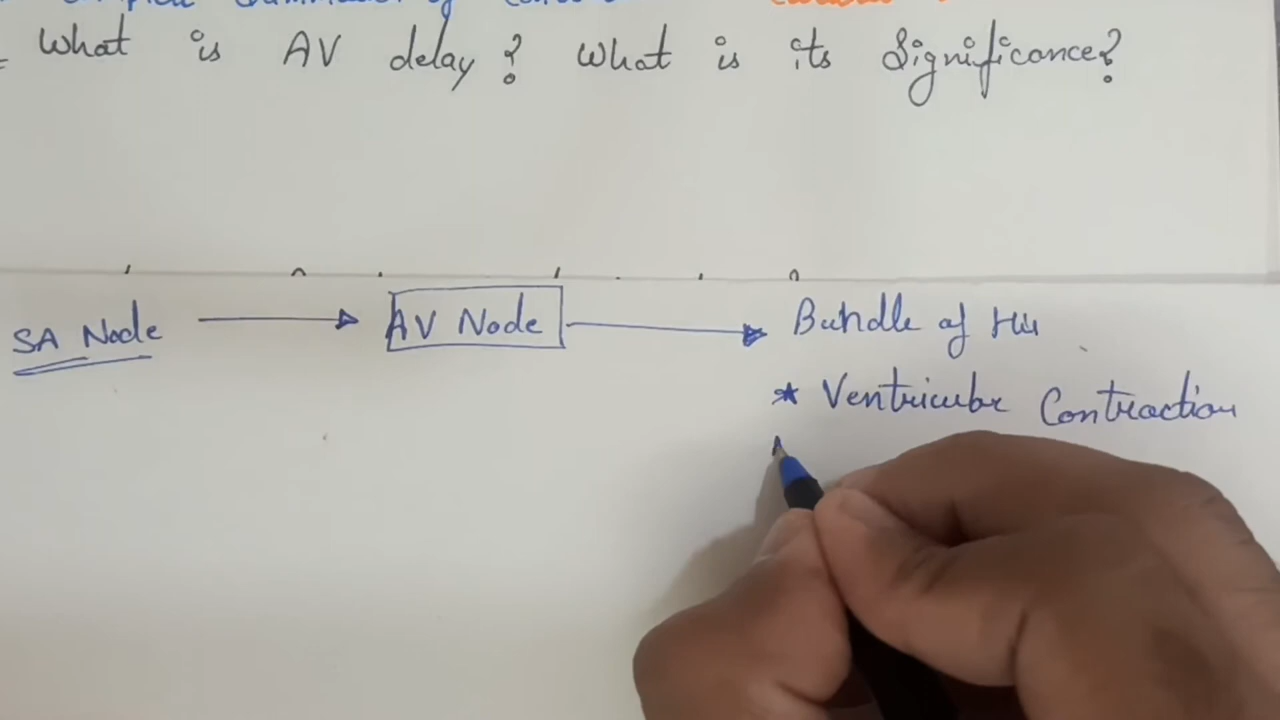 What is AV delay? What is its Significance?
SA Node AV Node Bundle of His
* Ventricular Contraction